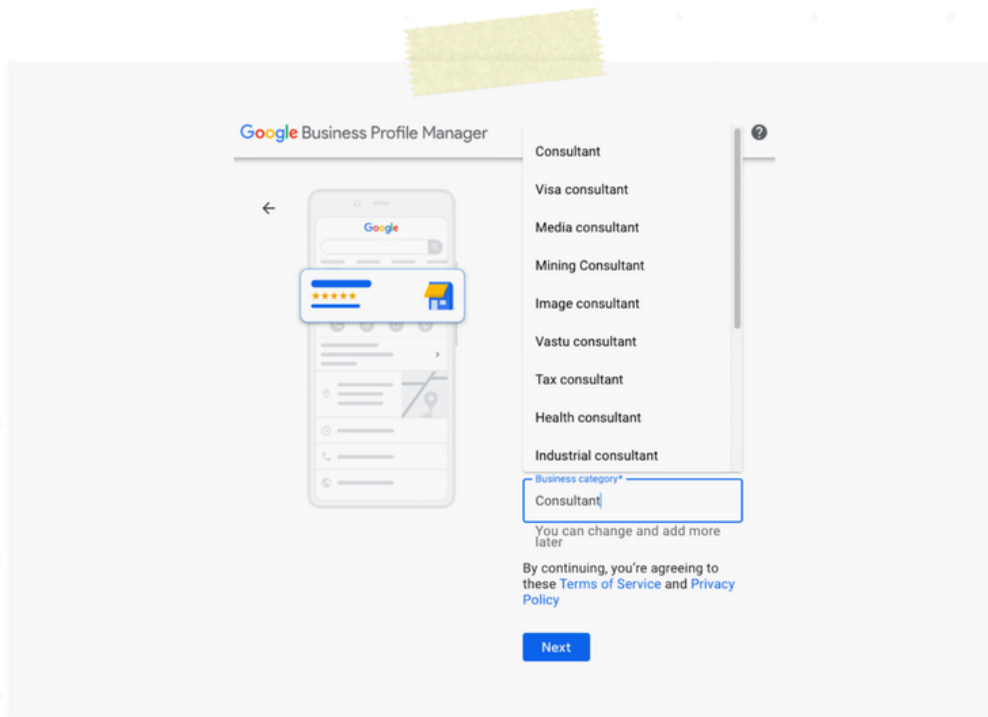 Google Business Profile Manager
Google
Consultant
Visa consultant
Media consultant
Mining Consultant
Image consultant
Vastu consultant
Tax consultant
Health consultant
Industrial consultant
Business category*
Consultant
You can change and add more
later
By continuing, you're agreeing to
these Terms of Service and Privacy
Policy
Next